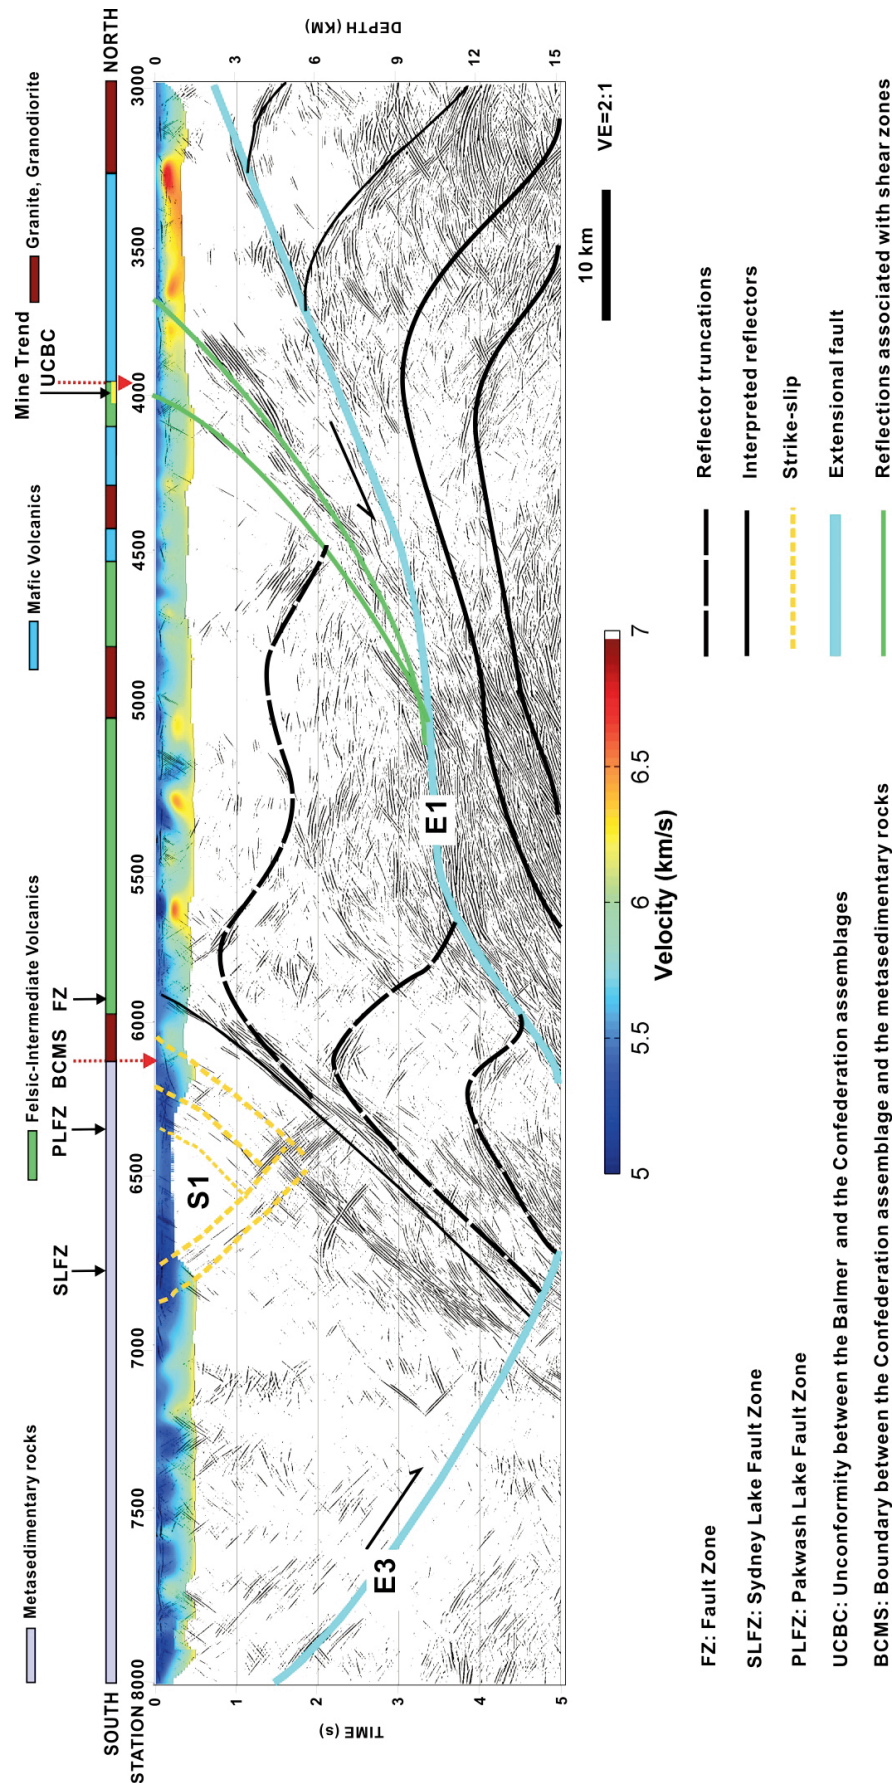 Metasedimentary rocks
Felsic-Intermediate Volcanics
Mafic Volcanics
Granite, Granodiorite
SLFZ
PLFZ
BCMS
FZ
Mine Trend
UCBC
SOUTH
NORTH
STATION 8000 7500 7000 6500 6000 5500 5000 4500 4000 3500 3000
TIME (s)
0
1
2
3
4
5
DEPTH (KM)
0
3
6
9
12
15
S1
E3
E1
5 5.5 6 6.5 7
Velocity (km/s)
10 km
VE=2:1
FZ: Fault Zone
SLFZ: Sydney Lake Fault Zone
PLFZ: Pakwash Lake Fault Zone
UCBC: Unconformity between the Balmer and the Confederation assemblages
BCMS: Boundary between the Confederation assemblage and the metasedimentary rocks
Reflector truncations
Interpreted reflectors
Strike-slip
Extensional fault
Reflections associated with shear zones